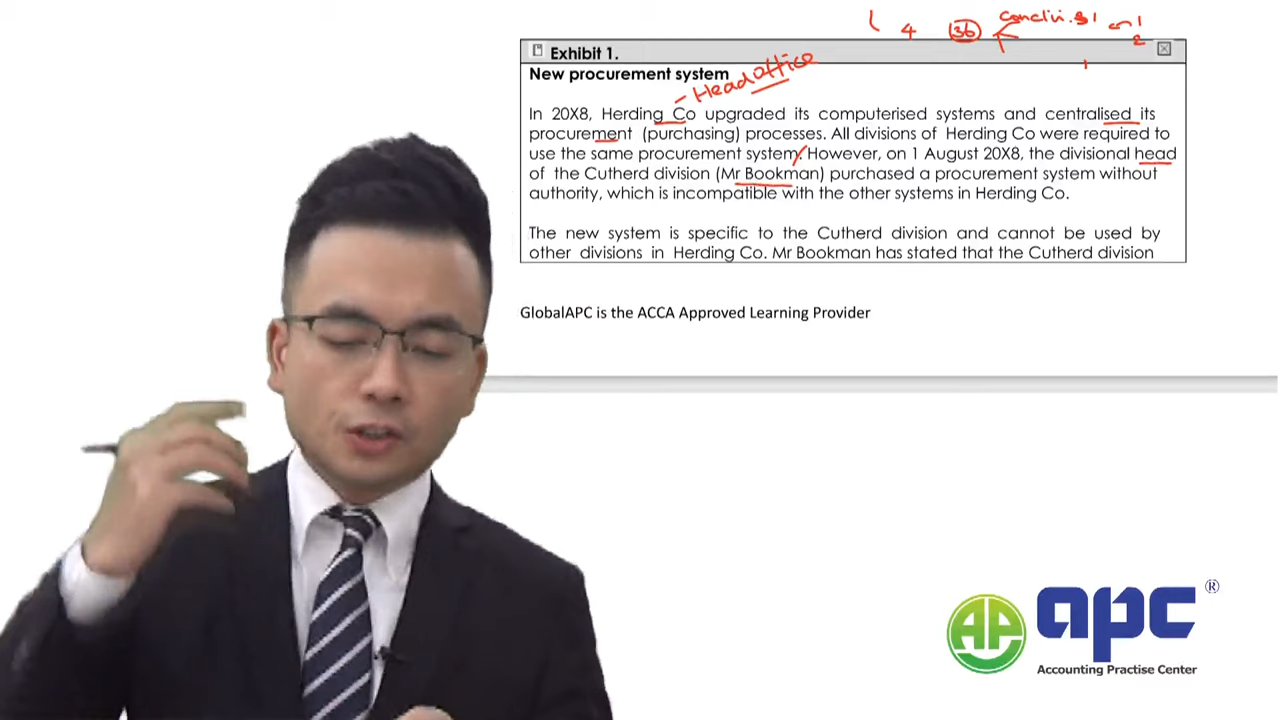 4 36
1
2
1
Exhibit 1.
New procurement system
- Head office
In 20X8, Herding Co upgraded its computerised systems and centralised its
procurement (purchasing) processes. All divisions of Herding Co were required to
use the same procurement system. However, on 1 August 20X8, the divisional head
of the Cutherd division (Mr Bookman) purchased a procurement system without
authority, which is incompatible with the other systems in Herding Co.
The new system is specific to the Cutherd division and cannot be used by
other divisions in Herding Co. Mr Bookman has stated that the Cutherd division
GlobalAPC is the ACCA Approved Learning Provider
AP
apc®
Accounting Practise Center